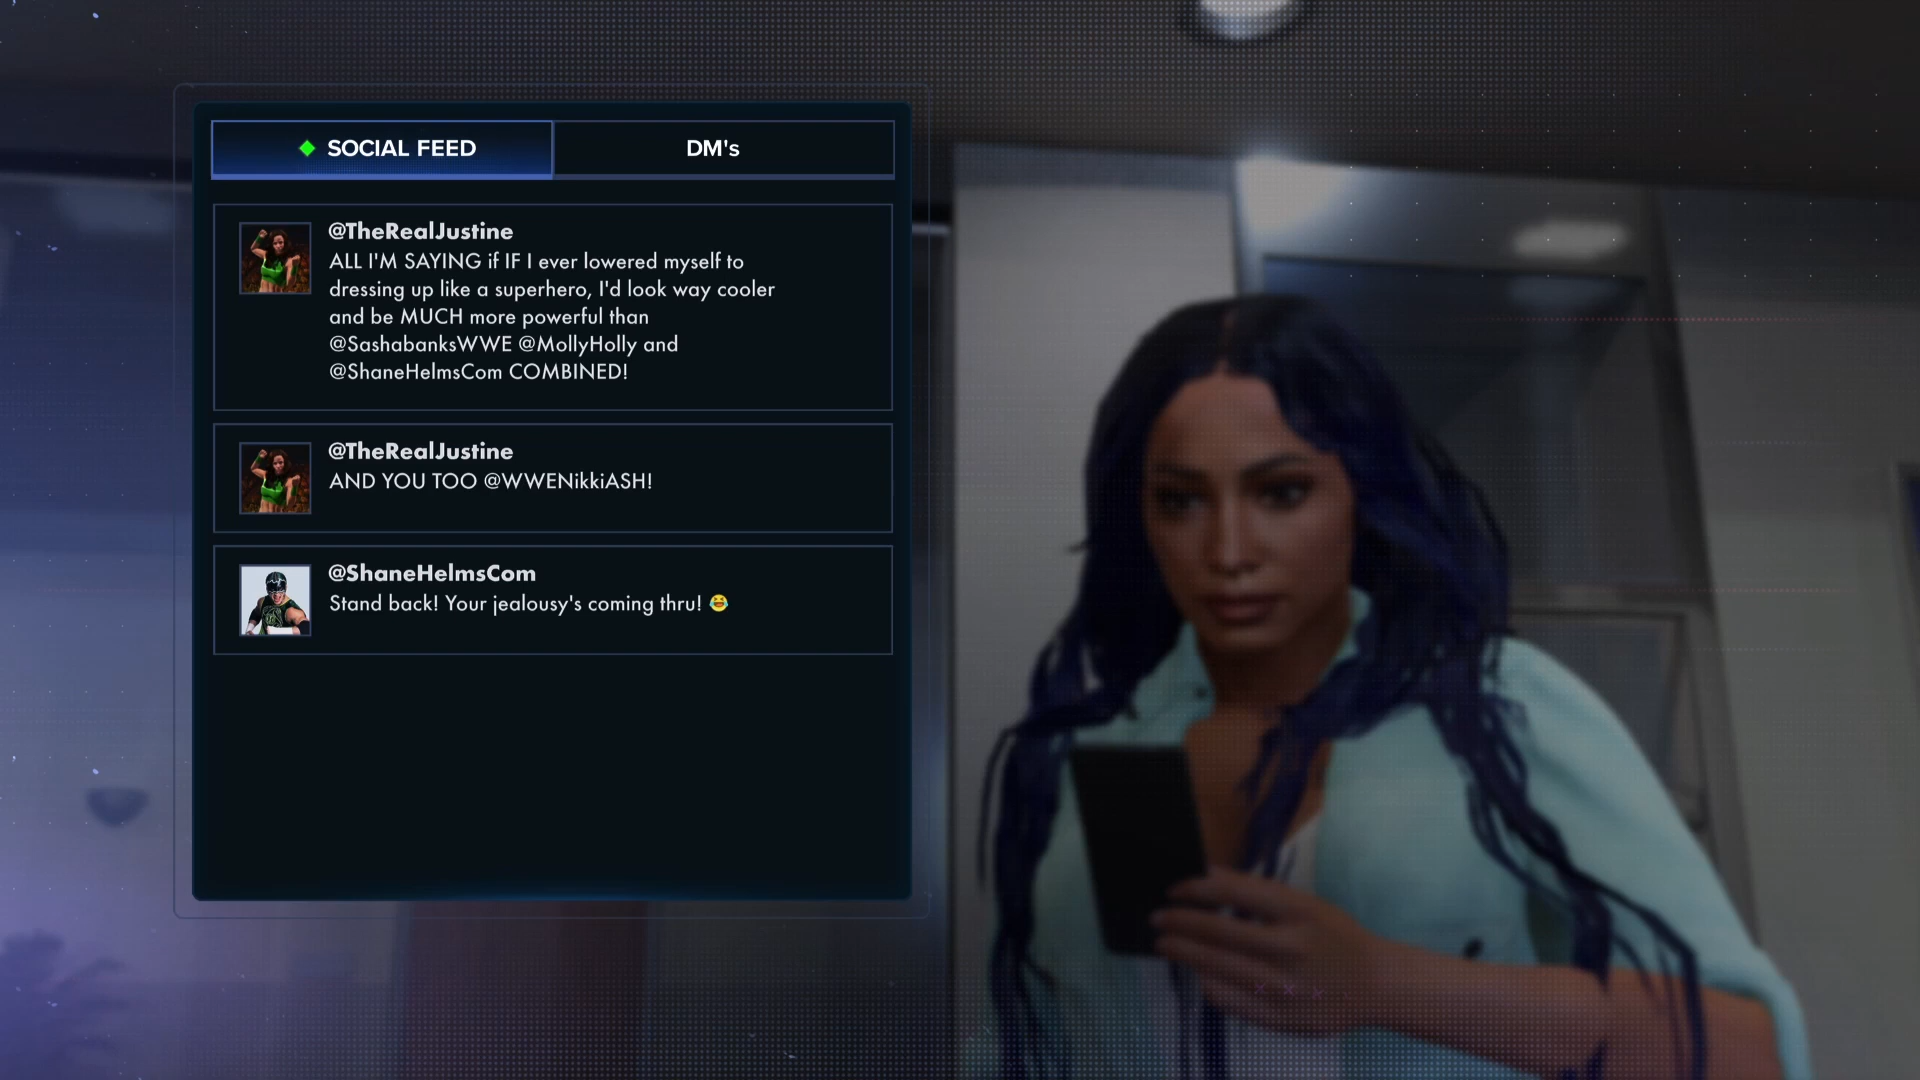 SOCIAL FEED
DM's
@TheRealJustine
ALL I'M SAYING if IF I ever lowered myself to
dressing up like a superhero, I'd look way cooler
and be MUCH more powerful than
@SashabanksWWE @MollyHolly and
@ShaneHelmsCom COMBINED!
@TheRealJustine
AND YOU TOO @WWENikkiASH!
@ShaneHelmsCom
Stand back! Your jealousy's coming thru! 😂